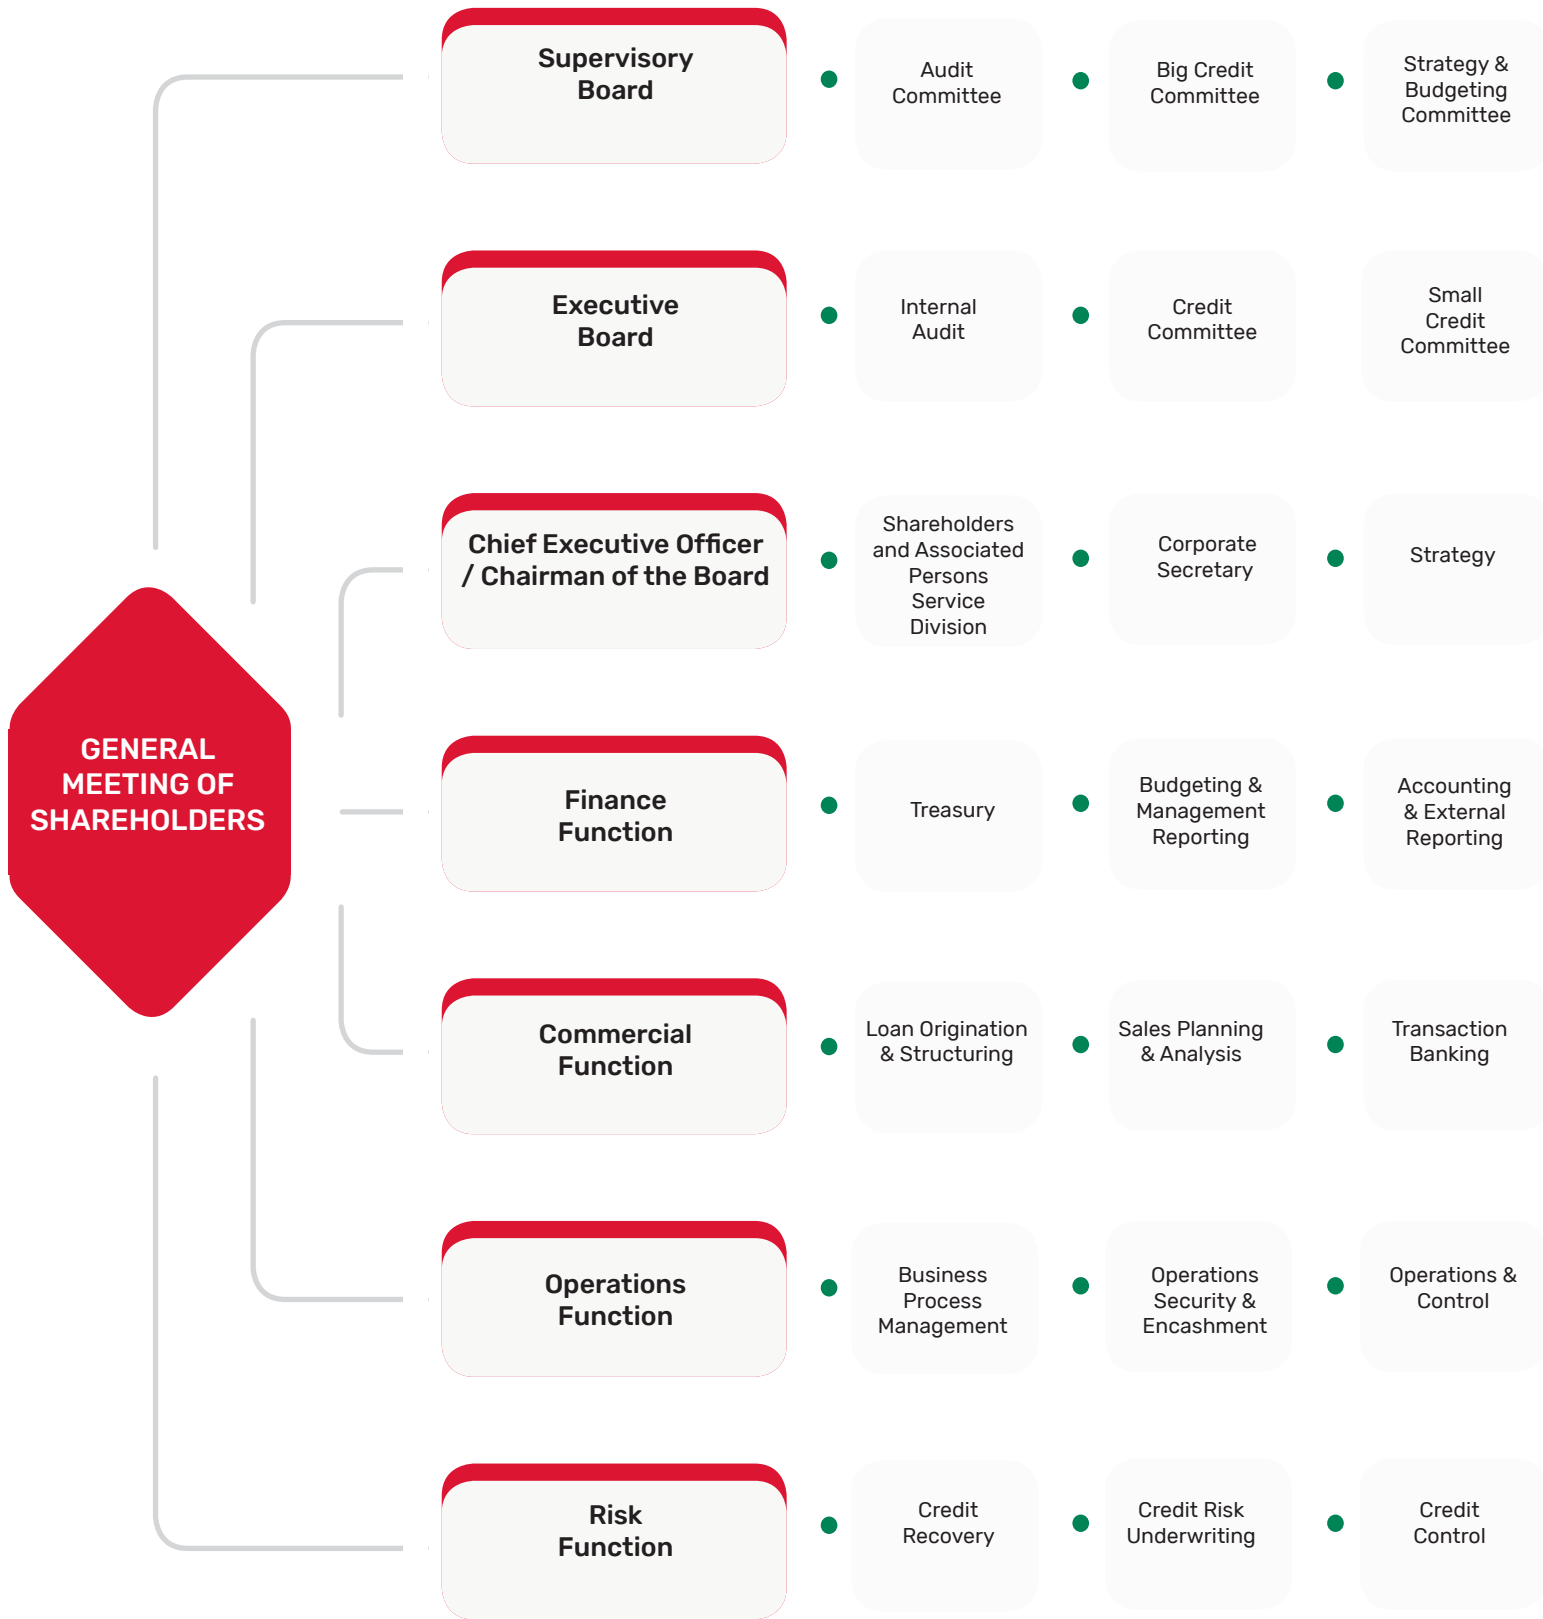 Supervisory
Board
Audit
Committee
Big Credit
Committee
Strategy &
Budgeting
Committee
Executive
Board
Internal
Audit
Credit
Committee
Small
Credit
Committee
Chief Executive Officer
/ Chairman of the Board
Shareholders
and Associated
Persons
Service
Division
Corporate
Secretary
Strategy
GENERAL
MEETING OF
SHAREHOLDERS
Finance
Function
Treasury
Budgeting &
Management
Reporting
Accounting
& External
Reporting
Commercial
Function
Loan Origination
& Structuring
Sales Planning
& Analysis
Transaction
Banking
Operations
Function
Business
Process
Management
Operations
Security &
Encashment
Operations &
Control
Risk
Function
Credit
Recovery
Credit Risk
Underwriting
Credit
Control